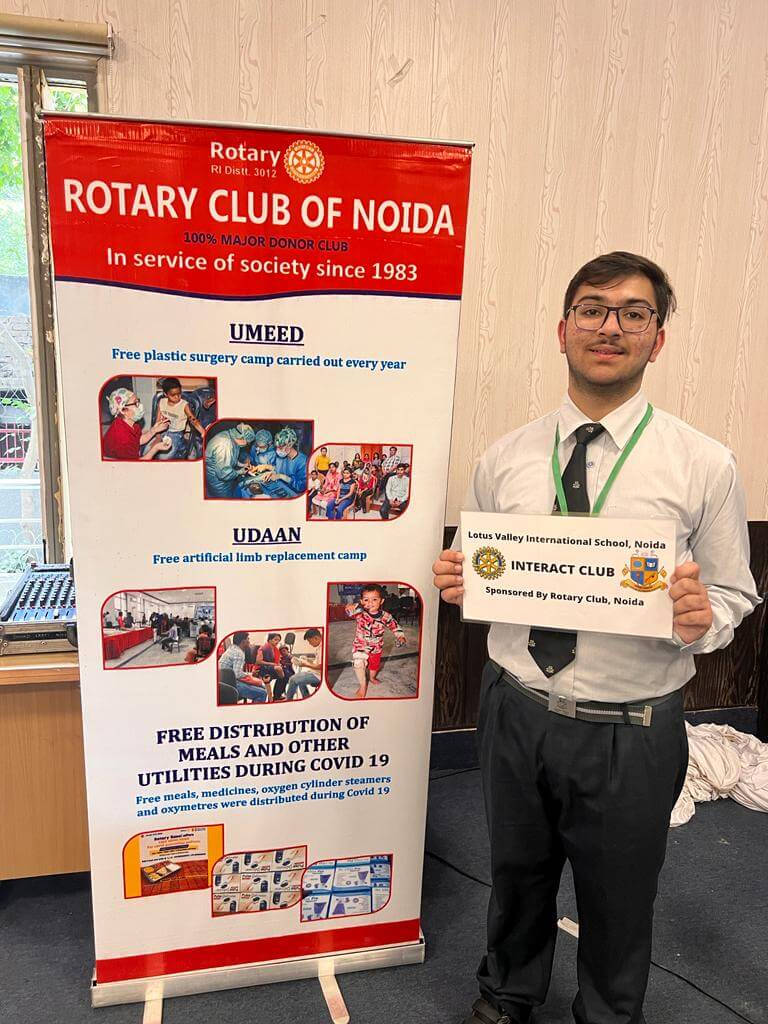 Rotary
RI Distt. 3012
ROTARY CLUB OF NOIDA
100% MAJOR DONOR CLUB
In service of society since 1983
UMEED
Free plastic surgery camp carried out every year
UDAAN
Free artificial limb replacement camp
FREE DISTRIBUTION OF
MEALS AND OTHER
UTILITIES DURING COVID 19
Free meals, medicines, oxygen cylinder steamers
and oxymetres were distributed during Covid 19
Lotus Valley International School, Noida
INTERACT CLUB
Sponsored By Rotary Club, Noida